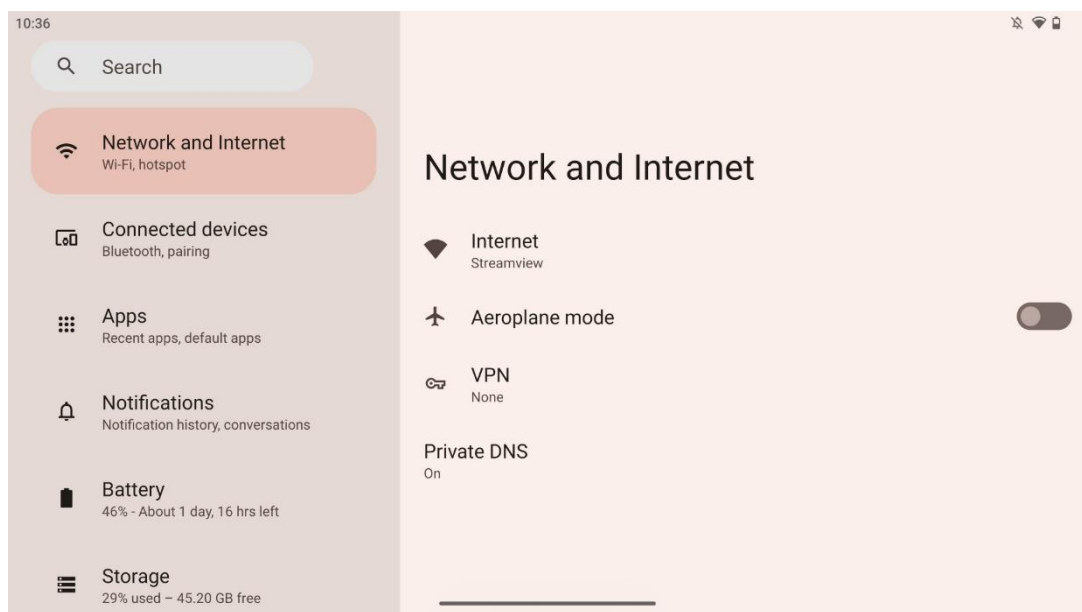 10:36
Search
Network and Internet
Wi-Fi, hotspot
Connected devices
Bluetooth, pairing
Apps
Recent apps, default apps
Notifications
Notification history, conversations
Battery
46% - About 1 day, 16 hrs left
Storage
29% used – 45.20 GB free
Network and Internet
Internet
Streamview
Aeroplane mode
VPN
None
Private DNS
On